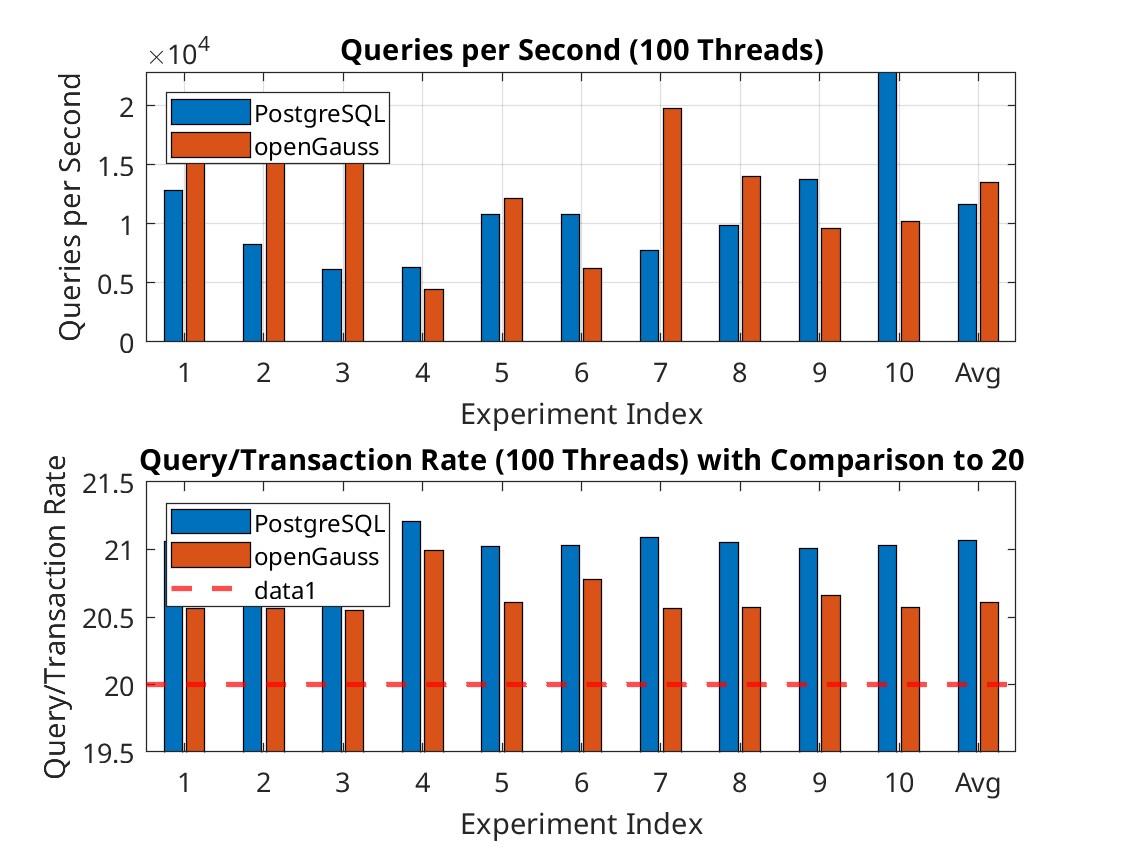 ×10⁴
Queries per Second (100 Threads)
Queries per Second
2
1.5
1
0.5
0
PostgreSQL
openGauss
1 2 3 4 5 6 7 8 9 10 Avg
Experiment Index
Query/Transaction Rate (100 Threads) with Comparison to 20
Query/Transaction Rate
21.5
21
20.5
20
19.5
PostgreSQL
openGauss
data1
1 2 3 4 5 6 7 8 9 10 Avg
Experiment Index